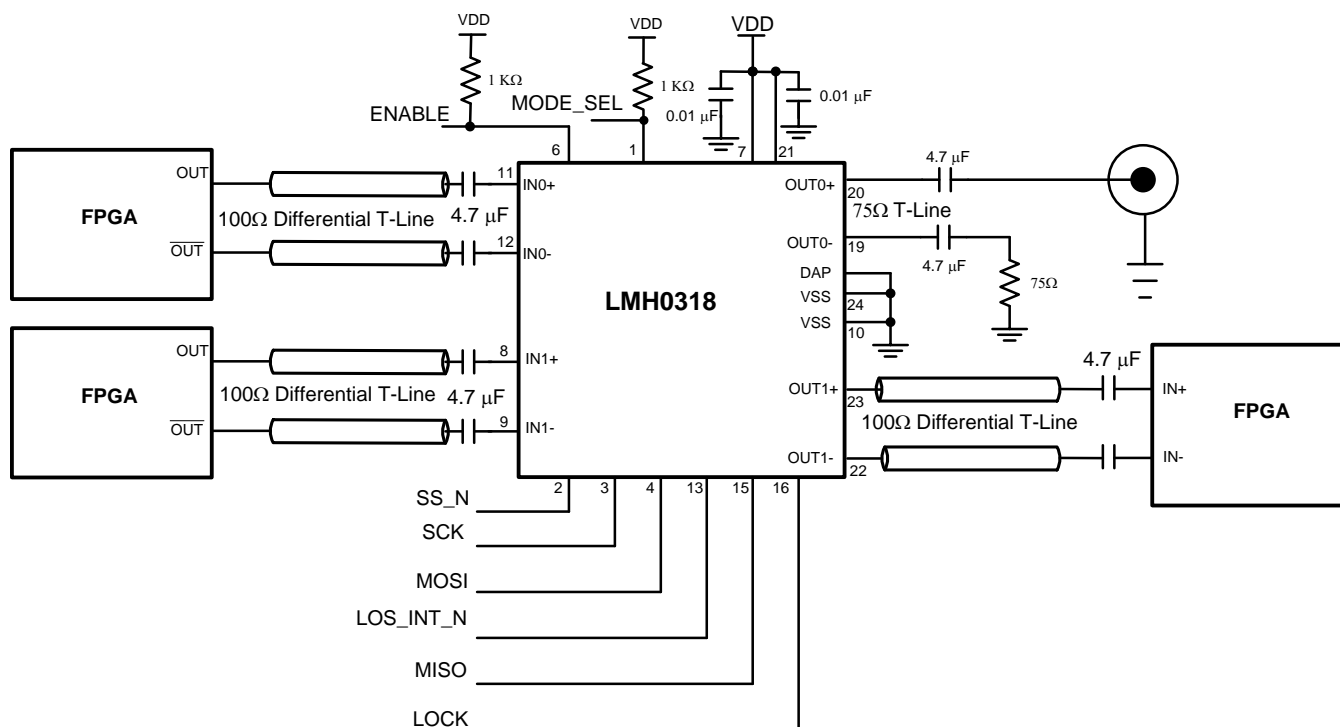 VDD
VDD
VDD
1 KΩ
1 KΩ
0.01 μF
0.01 μF
ENABLE
MODE_SEL
6
1
7
21
FPGA
OUT
OUT
100Ω Differential T-Line
4.7 μF
11
12
IN0+
IN0-
FPGA
OUT
OUT
100Ω Differential T-Line
4.7 μF
8
9
IN1+
IN1-
LMH0318
OUT0+
20
4.7 μF
75Ω T-Line
OUT0-
19
4.7 μF
75Ω
DAP
VSS
24
VSS
10
OUT1+
23
100Ω Differential T-Line
4.7 μF
OUT1-
22
IN+
IN-
FPGA
2
3
4
13
15
16
SS_N
SCK
MOSI
LOS_INT_N
MISO
LOCK